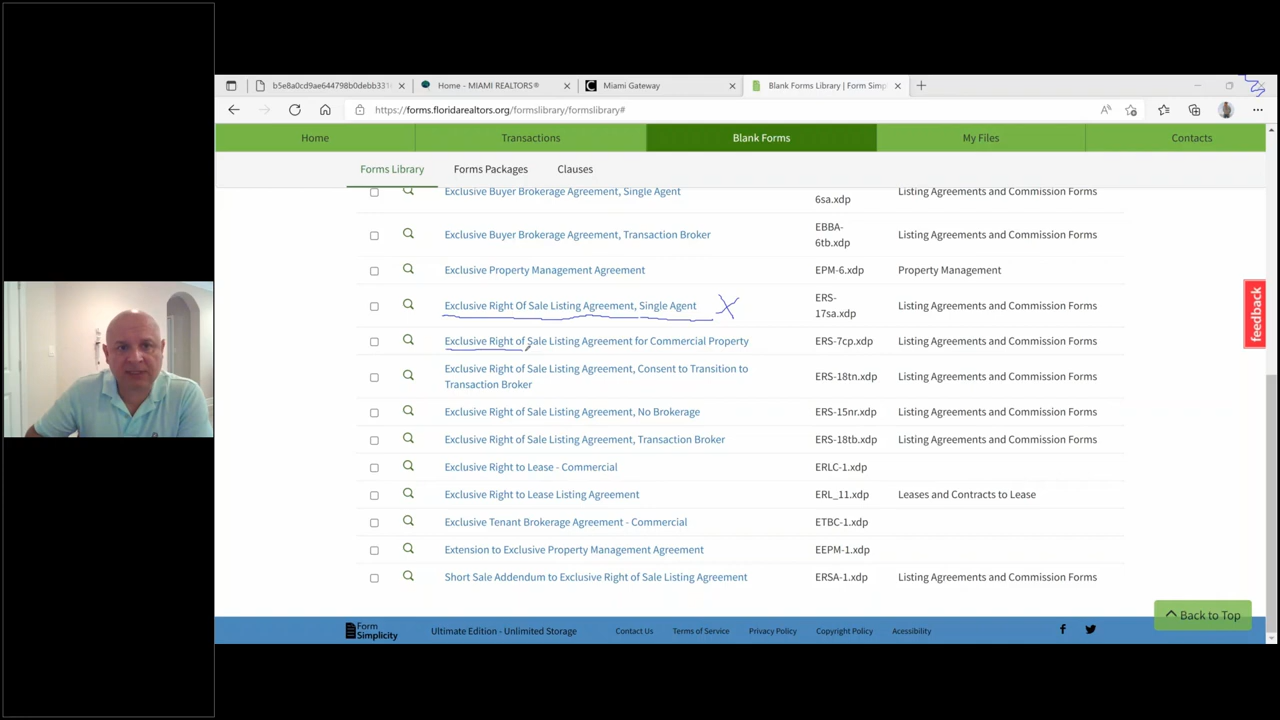 b5e8a0cd9ae644798b0debb331
Home - MIAMI REALTORS®
Miami Gateway
Blank Forms Library | Form Simp
https://forms.floridarealtors.org/formslibrary/formslibrary#
Home Transactions Blank Forms My Files Contacts
Forms Library Forms Packages Clauses
Exclusive Buyer Brokerage Agreement, Single Agent 6sa.xdp Listing Agreements and Commission Forms
Exclusive Buyer Brokerage Agreement, Transaction Broker EBBA-6tb.xdp Listing Agreements and Commission Forms
Exclusive Property Management Agreement EPM-6.xdp Property Management
Exclusive Right Of Sale Listing Agreement, Single Agent X ERS-17sa.xdp Listing Agreements and Commission Forms
Exclusive Right of Sale Listing Agreement for Commercial Property ERS-7cp.xdp Listing Agreements and Commission Forms
Exclusive Right of Sale Listing Agreement, Consent to Transition to
Transaction Broker ERS-18tn.xdp Listing Agreements and Commission Forms
Exclusive Right of Sale Listing Agreement, No Brokerage ERS-15nr.xdp Listing Agreements and Commission Forms
Exclusive Right of Sale Listing Agreement, Transaction Broker ERS-18tb.xdp Listing Agreements and Commission Forms
Exclusive Right to Lease - Commercial ERLC-1.xdp
Exclusive Right to Lease Listing Agreement ERL_11.xdp Leases and Contracts to Lease
Exclusive Tenant Brokerage Agreement - Commercial ETBC-1.xdp
Extension to Exclusive Property Management Agreement EEPM-1.xdp
Short Sale Addendum to Exclusive Right of Sale Listing Agreement ERSA-1.xdp Listing Agreements and Commission Forms
feedback
Back to Top
Form Simplicity Ultimate Edition - Unlimited Storage Contact Us Terms of Service Privacy Policy Copyright Policy Acessibility